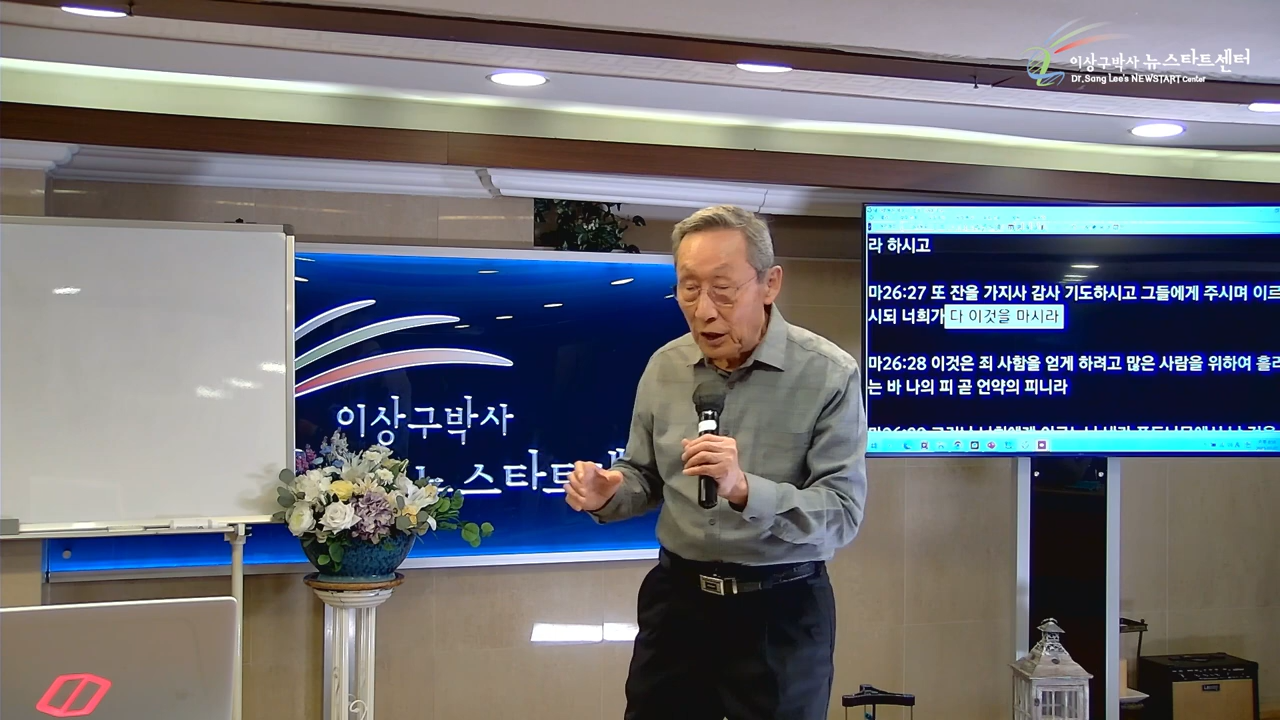 이상구박사 뉴스타트센터
Dr. Sang Lee's NEWSTART Center
이상구박사
스타트
라 하시고
마26:27 또 잔을 가지사 감사 기도하시고 그들에게 주시며 이르
시되 너희가 다 이것을 마시라
마26:28 이것은 죄 사함을 얻게 하려고 많은 사람을 위하여 흘리
는 바 나의 피 곧 언약의 피니라